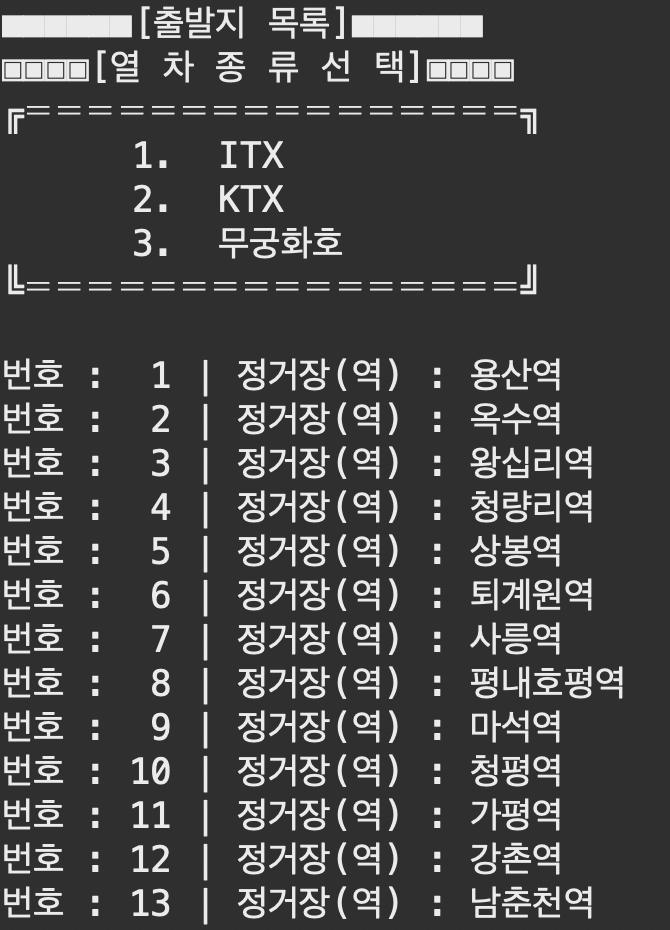 ■■■■■■[출발지 목록]■■■■■■
▣▣▣▣[열 차 종 류 선 택]▣▣▣▣
╔================╗
1. ITX
2. KTX
3. 무궁화호
╚================╝
번호 :  1 | 정거장(역) : 용산역
번호 :  2 | 정거장(역) : 옥수역
번호 :  3 | 정거장(역) : 왕십리역
번호 :  4 | 정거장(역) : 청량리역
번호 :  5 | 정거장(역) : 상봉역
번호 :  6 | 정거장(역) : 퇴계원역
번호 :  7 | 정거장(역) : 사릉역
번호 :  8 | 정거장(역) : 평내호평역
번호 :  9 | 정거장(역) : 마석역
번호 : 10 | 정거장(역) : 청평역
번호 : 11 | 정거장(역) : 가평역
번호 : 12 | 정거장(역) : 강촌역
번호 : 13 | 정거장(역) : 남춘천역